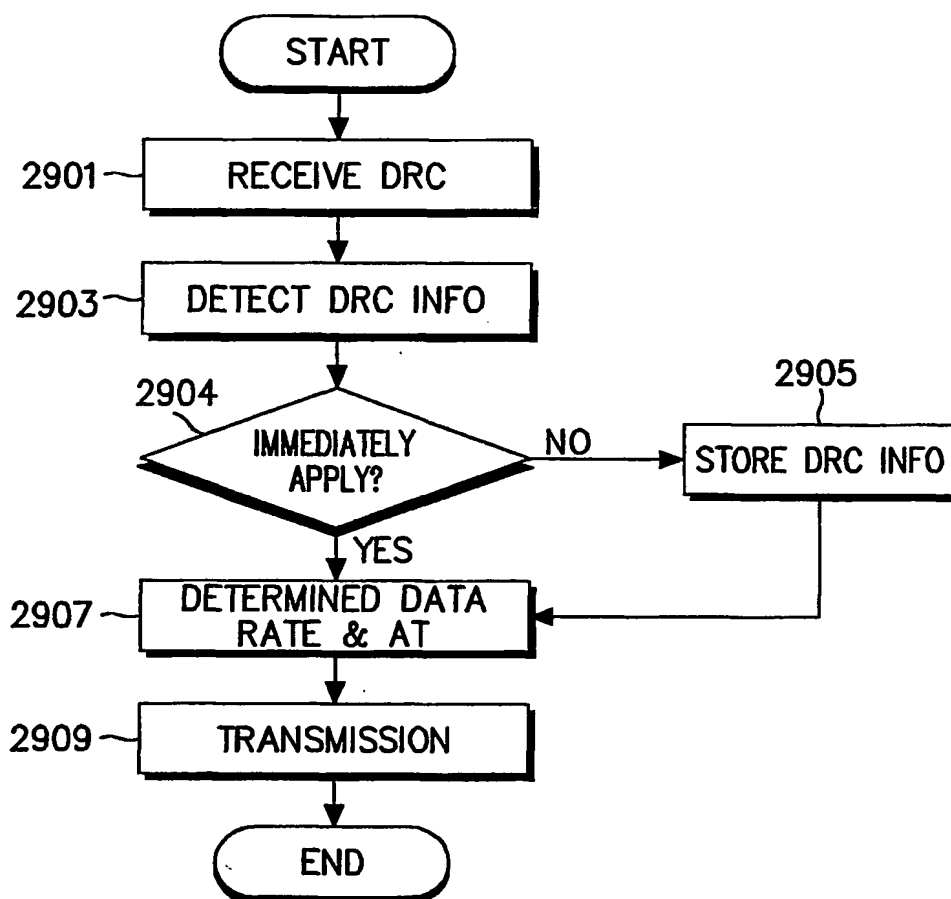 START
2901
RECEIVE DRC
2903
DETECT DRC INFO
2904
IMMEDIATELY
APPLY?
NO
2905
STORE DRC INFO
YES
2907
DETERMINED DATA
RATE & AT
2909
TRANSMISSION
END